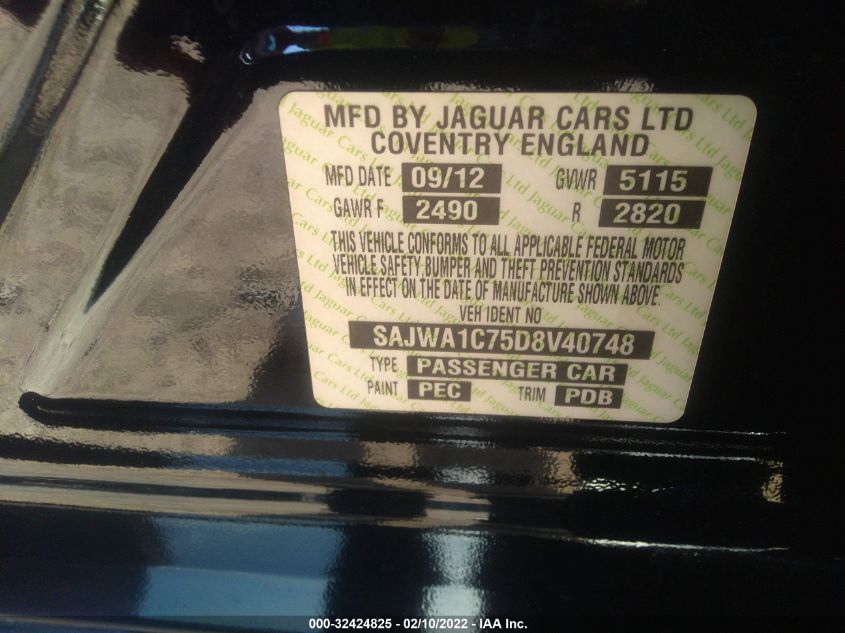 MFD BY JAGUAR CARS LTD
COVENTRY ENGLAND
MFD DATE 09/12 GVWR 5115
GAWR F 2490 R 2820
THIS VEHICLE CONFORMS TO ALL APPLICABLE FEDERAL MOTOR
VEHICLE SAFETY, BUMPER AND THEFT PREVENTION STANDARDS
IN EFFECT ON THE DATE OF MANUFACTURE SHOWN ABOVE.
VEH IDENT NO
SAJWA1C75D8V40748
TYPE PASSENGER CAR
PAINT PEC TRIM PDB
000-32424825 - 02/10/2022 - IAA Inc.